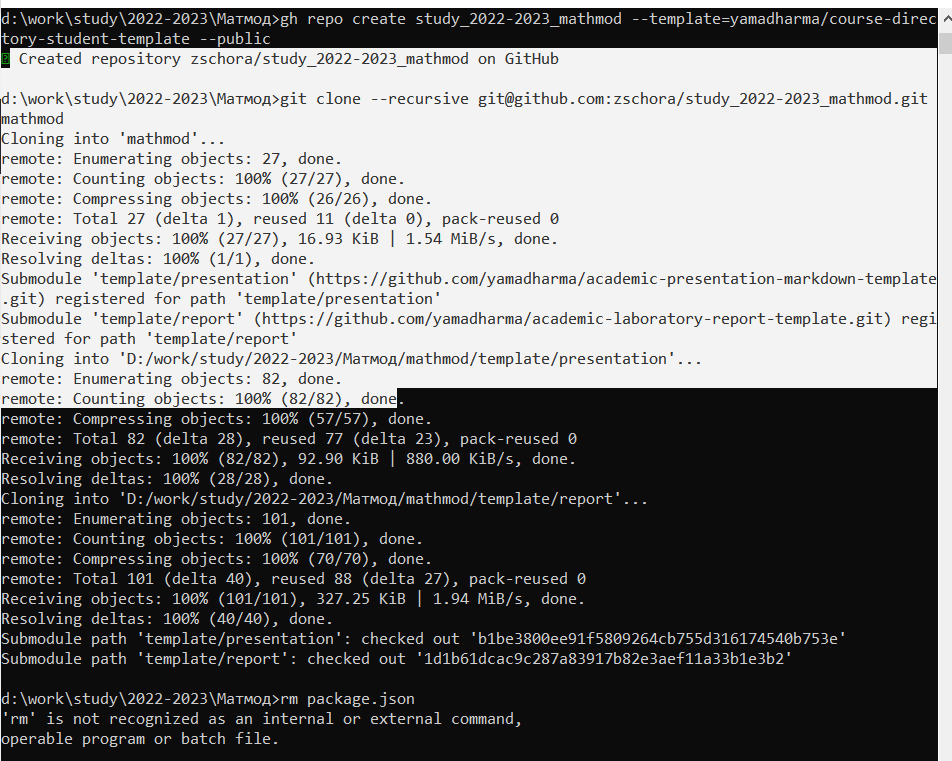 d:\work\study\2022-2023\Матмод>gh repo create study_2022-2023_mathmod --template=yamadharma/course-direc
tory-student-template --public
Created repository zschora/study_2022-2023_mathmod on GitHub
d:\work\study\2022-2023\Матмод>git clone --recursive git@github.com:zschora/study_2022-2023_mathmod.git
mathmod
Cloning into 'mathmod'...
remote: Enumerating objects: 27, done.
remote: Counting objects: 100% (27/27), done.
remote: Compressing objects: 100% (26/26), done.
remote: Total 27 (delta 1), reused 11 (delta 0), pack-reused 0
Receiving objects: 100% (27/27), 16.93 KiB | 1.54 MiB/s, done.
Resolving deltas: 100% (1/1), done.
Submodule 'template/presentation' (https://github.com/yamadharma/academic-presentation-markdown-template
.git) registered for path 'template/presentation'
Submodule 'template/report' (https://github.com/yamadharma/academic-laboratory-report-template.git) regi
stered for path 'template/report'
Cloning into 'D:/work/study/2022-2023/Матмод/mathmod/template/presentation'...
remote: Enumerating objects: 82, done.
remote: Counting objects: 100% (82/82), done.
remote: Compressing objects: 100% (57/57), done.
remote: Total 82 (delta 28), reused 77 (delta 23), pack-reused 0
Receiving objects: 100% (82/82), 92.90 KiB | 880.00 KiB/s, done.
Resolving deltas: 100% (28/28), done.
Cloning into 'D:/work/study/2022-2023/Матмод/mathmod/template/report'...
remote: Enumerating objects: 101, done.
remote: Counting objects: 100% (101/101), done.
remote: Compressing objects: 100% (70/70), done.
remote: Total 101 (delta 40), reused 88 (delta 27), pack-reused 0
Receiving objects: 100% (101/101), 327.25 KiB | 1.94 MiB/s, done.
Resolving deltas: 100% (40/40), done.
Submodule path 'template/presentation': checked out 'b1be3800ee91f5809264cb755d316174540b753e'
Submodule path 'template/report': checked out '1d1b61dcac9c287a83917b82e3aef11a33b1e3b2'
d:\work\study\2022-2023\Матмод>rm package.json
'rm' is not recognized as an internal or external command,
operable program or batch file.